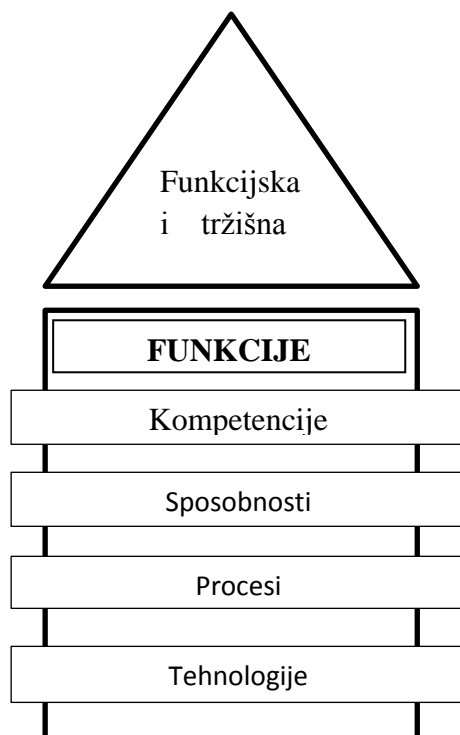 Funkcijska
i tržišna
FUNKCIJE
Kompetencije
Sposobnosti
Procesi
Tehnologije